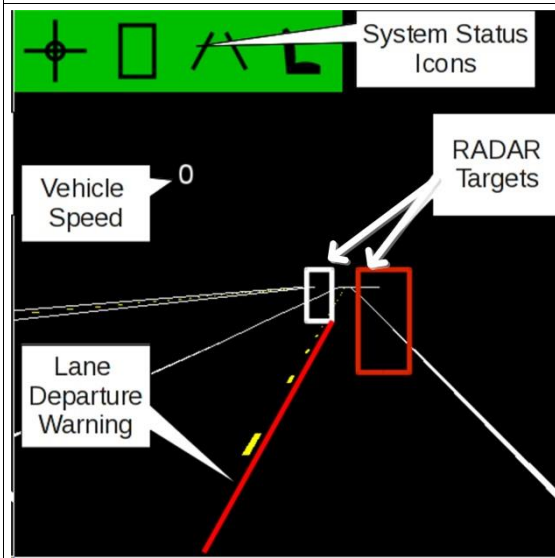 System Status
Icons
RADAR
Targets
0
Vehicle
Speed
Lane
Departure
Warning